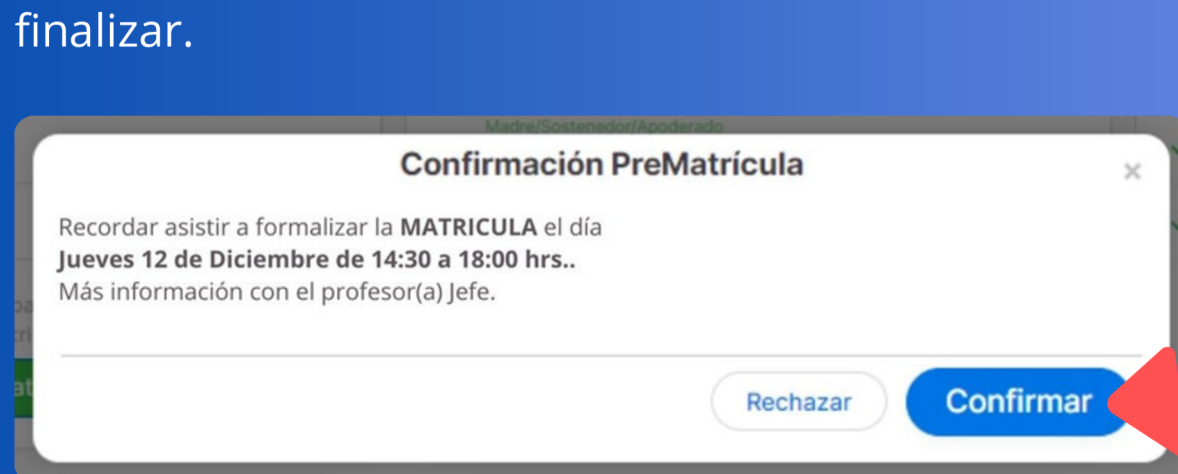 finalizar.
Madre/Sostenedor/Apoderado
Confirmación PreMatrícula
×
Recordar asistir a formalizar la MATRICULA el día
Jueves 12 de Diciembre de 14:30 a 18:00 hrs..
Más información con el profesor(a) Jefe.
Rechazar
Confirmar